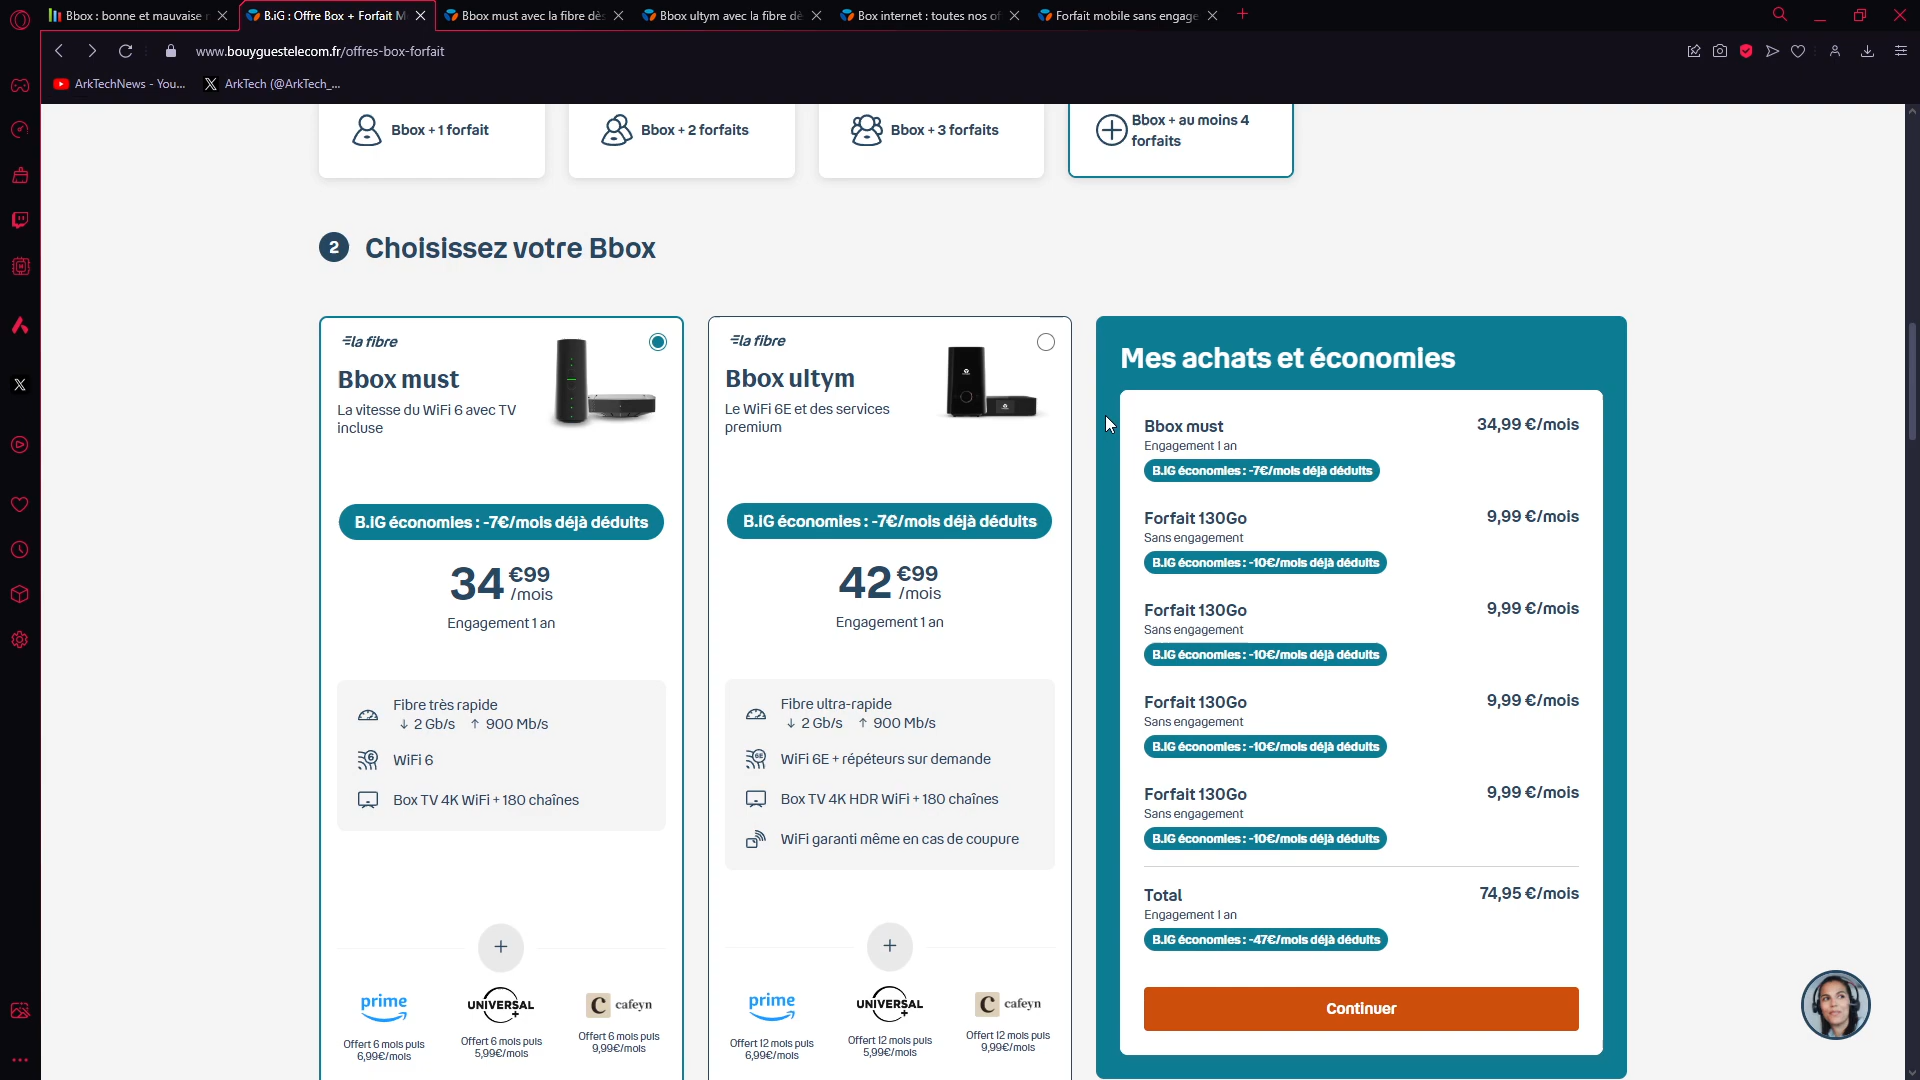 Bbox : bonne et mauvaise
B.iG : Offre Box + Forfait M
Bbox must avec la fibre dès
Bbox ultym avec la fibre dè
Box internet : toutes nos of
Forfait mobile sans engage
www.bouyguestelecom.fr/offres-box-forfait
ArkTechNews - You...
ArkTech (@ArkTech_...
Bbox + 1 forfait
Bbox + 2 forfaits
Bbox + 3 forfaits
Bbox + au moins 4
forfaits
2 Choisissez votre Bbox
la fibre
Bbox must
La vitesse du WiFi 6 avec TV
incluse
B.IG économies : -7€/mois déjà déduits
34 €99
/mois
Engagement 1 an
Fibre très rapide
↓ 2 Gb/s ↑ 900 Mb/s
WiFi 6
Box TV 4K WiFi + 180 chaînes
+
prime
Offert 6 mois puis
6,99€/mois
UNIVERSAL+
Offert 6 mois puis
5,99€/mois
C cafeyn
Offert 6 mois puis
9,99€/mois
la fibre
Bbox ultym
Le WiFi 6E et des services
premium
B.IG économies : -7€/mois déjà déduits
42 €99
/mois
Engagement 1 an
Fibre ultra-rapide
↓ 2 Gb/s ↑ 900 Mb/s
WiFi 6E + répéteurs sur demande
Box TV 4K HDR WiFi + 180 chaînes
WiFi garanti même en cas de coupure
+
prime
Offert 12 mois puis
6,99€/mois
UNIVERSAL+
Offert 12 mois puis
5,99€/mois
C cafeyn
Offert 12 mois puis
9,99€/mois
Mes achats et économies
Bbox must 34,99 €/mois
Engagement 1 an
B.IG économies : -7€/mois déjà déduits
Forfait 130Go 9,99 €/mois
Sans engagement
B.IG économies : -10€/mois déjà déduits
Forfait 130Go 9,99 €/mois
Sans engagement
B.IG économies : -10€/mois déjà déduits
Forfait 130Go 9,99 €/mois
Sans engagement
B.IG économies : -10€/mois déjà déduits
Forfait 130Go 9,99 €/mois
Sans engagement
B.IG économies : -10€/mois déjà déduits
Total 74,95 €/mois
Engagement 1 an
B.IG économies : -47€/mois déjà déduits
Continuer